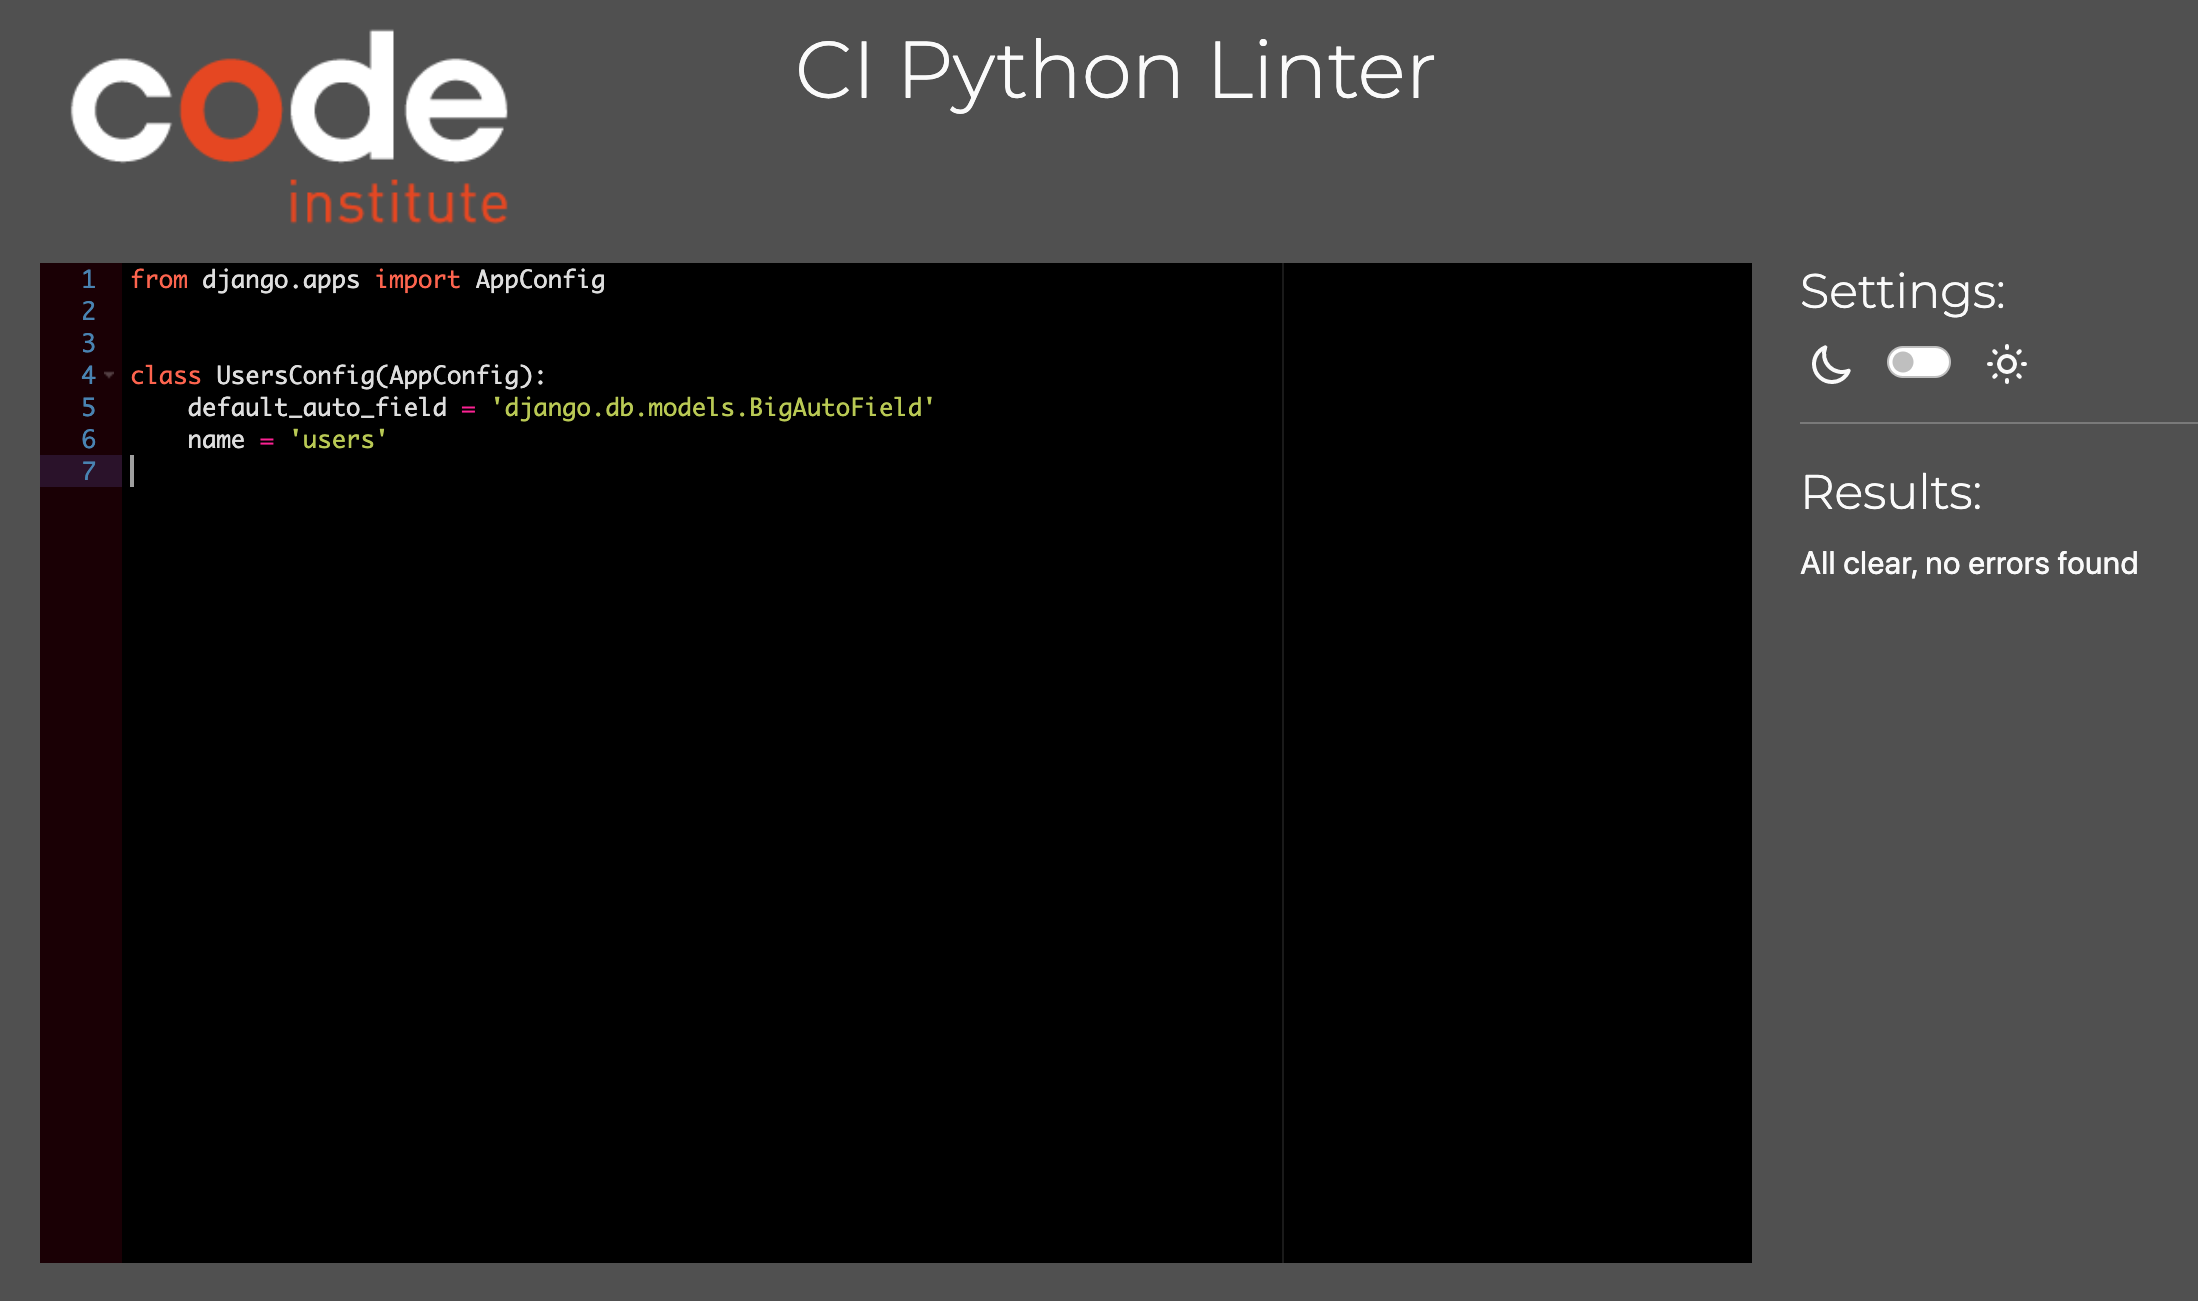 code
institute
CI Python Linter
1 from django.apps import AppConfig
2
3
4 class UsersConfig(AppConfig):
5     default_auto_field = 'django.db.models.BigAutoField'
6     name = 'users'
7
Settings:
Results:
All clear, no errors found